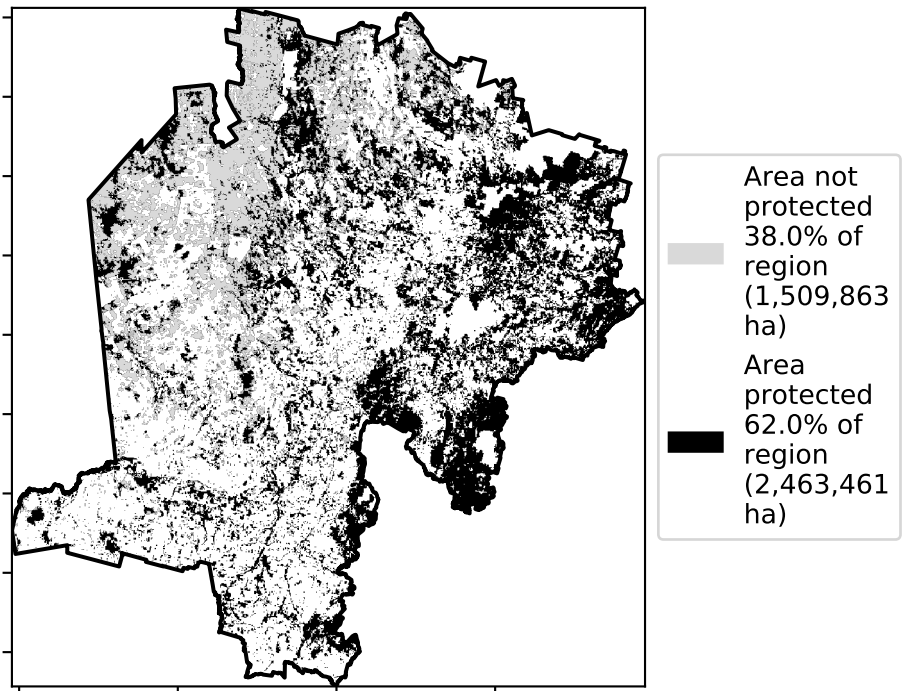 Area not
protected
38.0% of
region
(1,509,863
ha)
Area
protected
62.0% of
region
(2,463,461
ha)